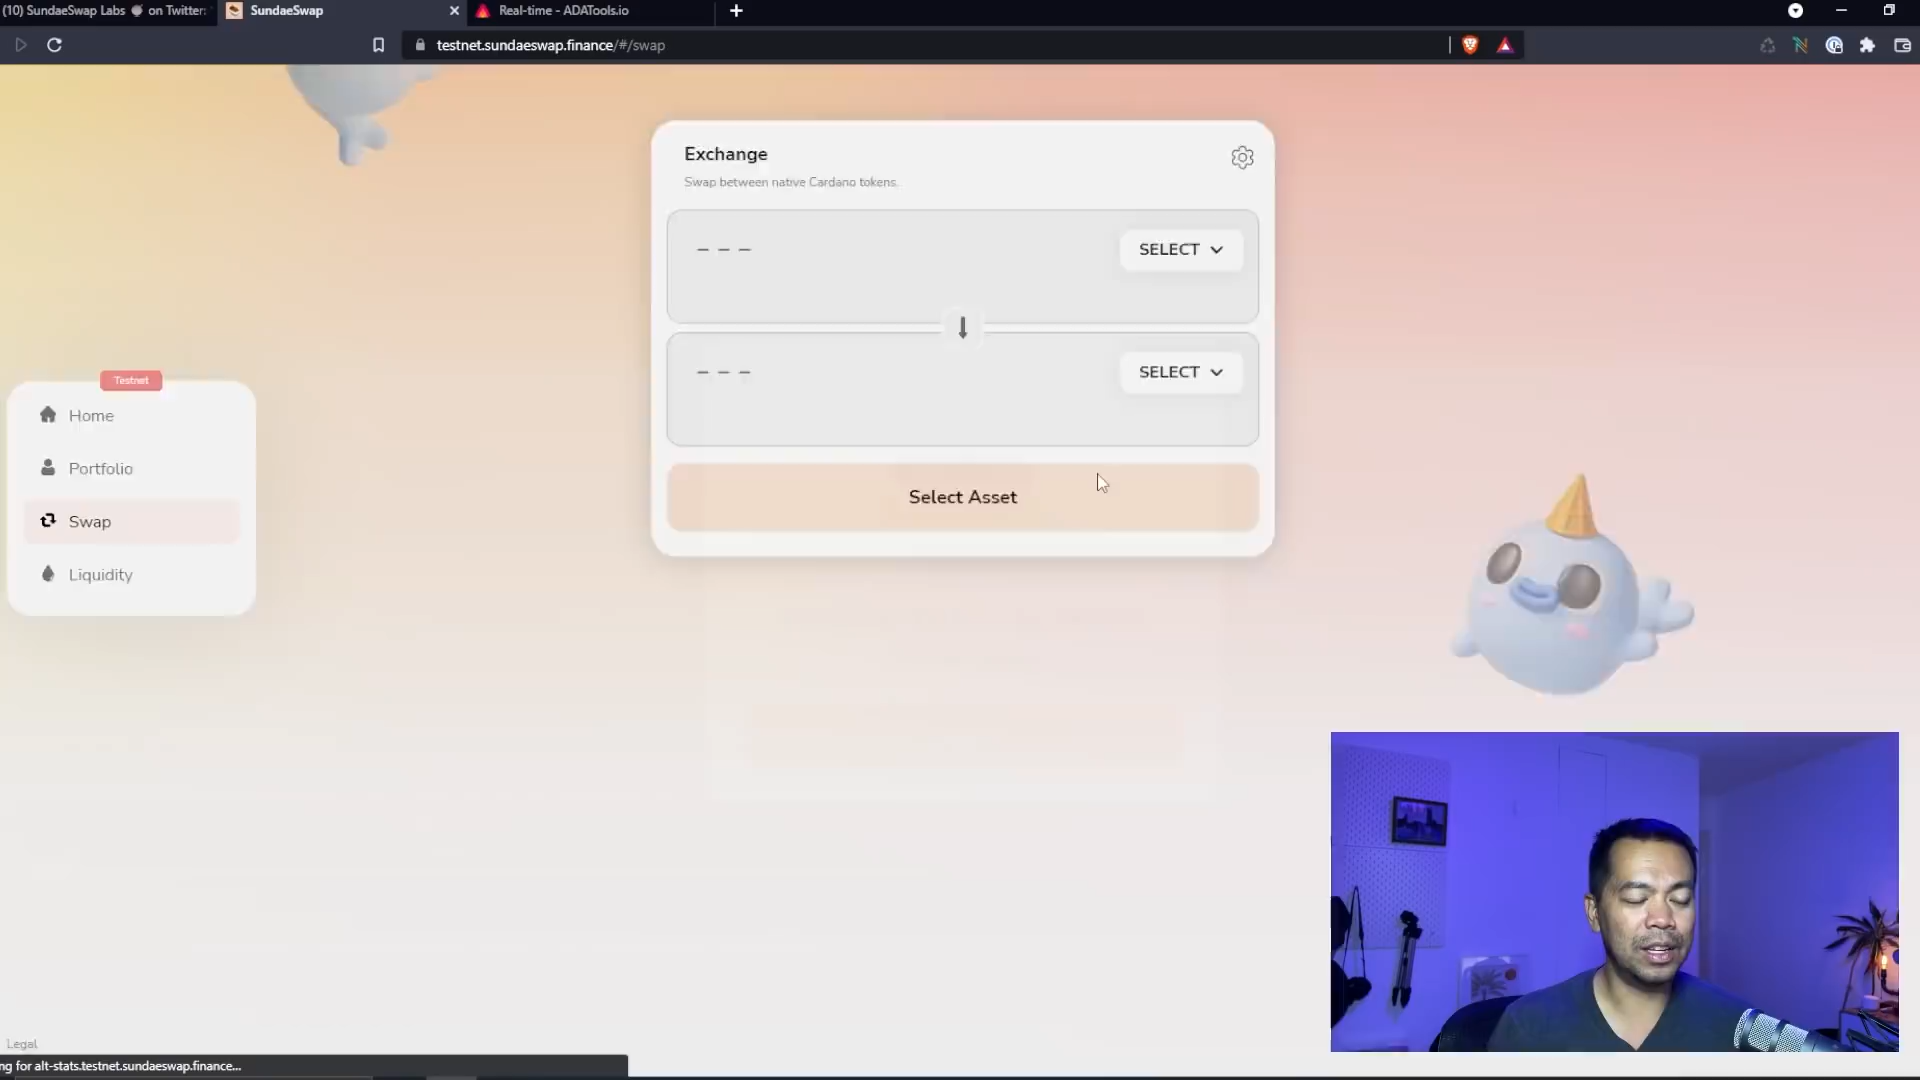 (10) SundaeSwap Labs on Twitter:
SundaeSwap
Real-time - ADATools.io
testnet.sundaeswap.finance/#/swap
Exchange
Swap between native Cardano tokens.
– – –
SELECT
– – –
SELECT
Select Asset
Testnet
Home
Portfolio
Swap
Liquidity
Legal
ng for alt-stats.testnet.sundaeswap.finance...